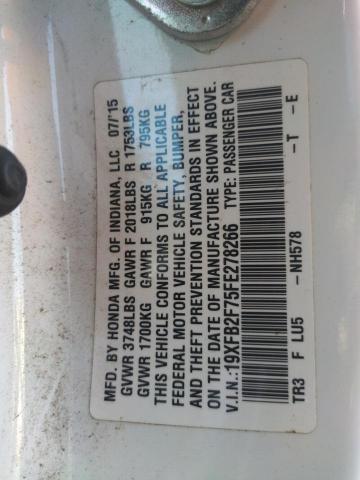 MFD. BY HONDA MFG. OF INDIANA, LLC 07/'15
GVWR 3748LBS GAWR F 2018LBS R 1753LBS
GVWR 1700KG GAWR F 915KG R 795KG
THIS VEHICLE CONFORMS TO ALL APPLICABLE
FEDERAL MOTOR VEHICLE SAFETY, BUMPER,
AND THEFT PREVENTION STANDARDS IN EFFECT
ON THE DATE OF MANUFACTURE SHOWN ABOVE.
V.I.N.:19XFB2F75FE278266 TYPE: PASSENGER CAR
TR3 F LU5 -NH578 -T -E